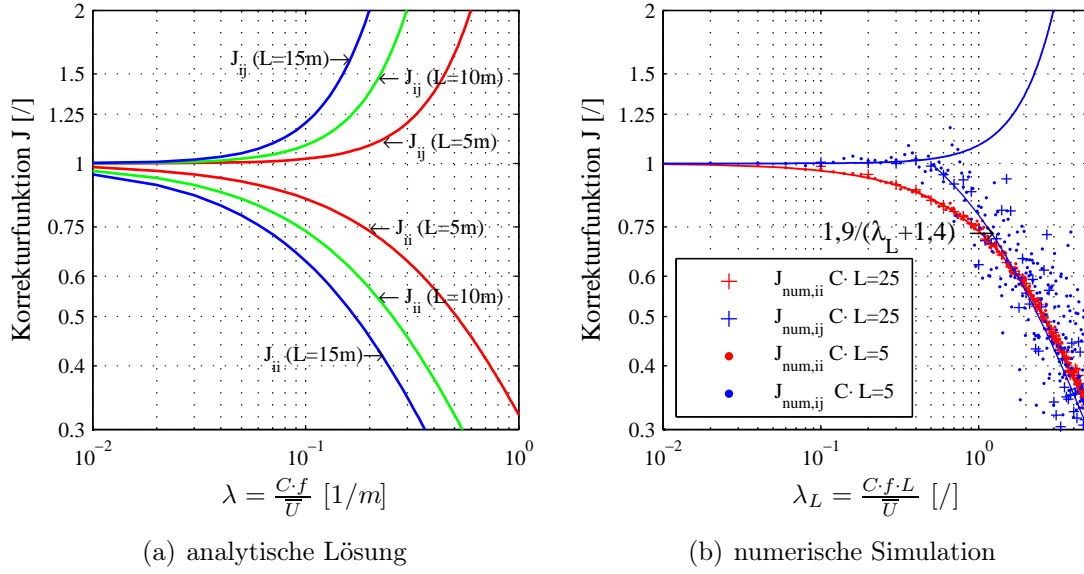 Korrekturfunktion J [/]
2
1.5
1.25
1
0.75
0.6
0.5
0.4
0.3
J_ij (L=15m)
J_ij (L=10m)
J_ij (L=5m)
J_ii (L=5m)
J_ii (L=10m)
J_ii (L=15m)
10^-2 10^-1 10^0
λ = C·f/U̅ [1/m]
(a) analytische Lösung
Korrekturfunktion J [/]
2
1.5
1.25
1
0.75
0.6
0.5
0.4
0.3
1,9/(λ_L+1,4)
J_num,ii C· L=25
J_num,ij C· L=25
J_num,ii C· L=5
J_num,ij C· L=5
10^-2 10^-1 10^0
λ_L = C·f·L/U̅ [/]
(b) numerische Simulation